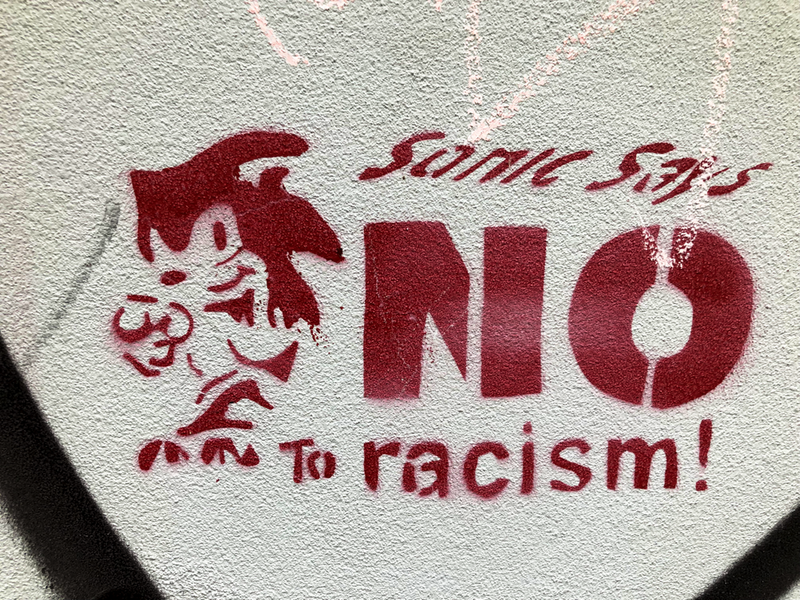 Sonic Says
NO
To racism!